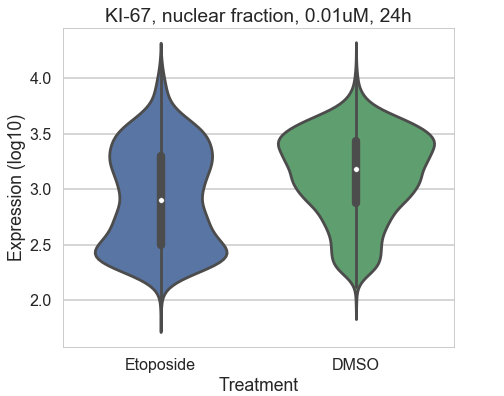 KI-67, nuclear fraction, 0.01uM, 24h
Expression (log10)
4.0
3.5
3.0
2.5
2.0
Etoposide
DMSO
Treatment